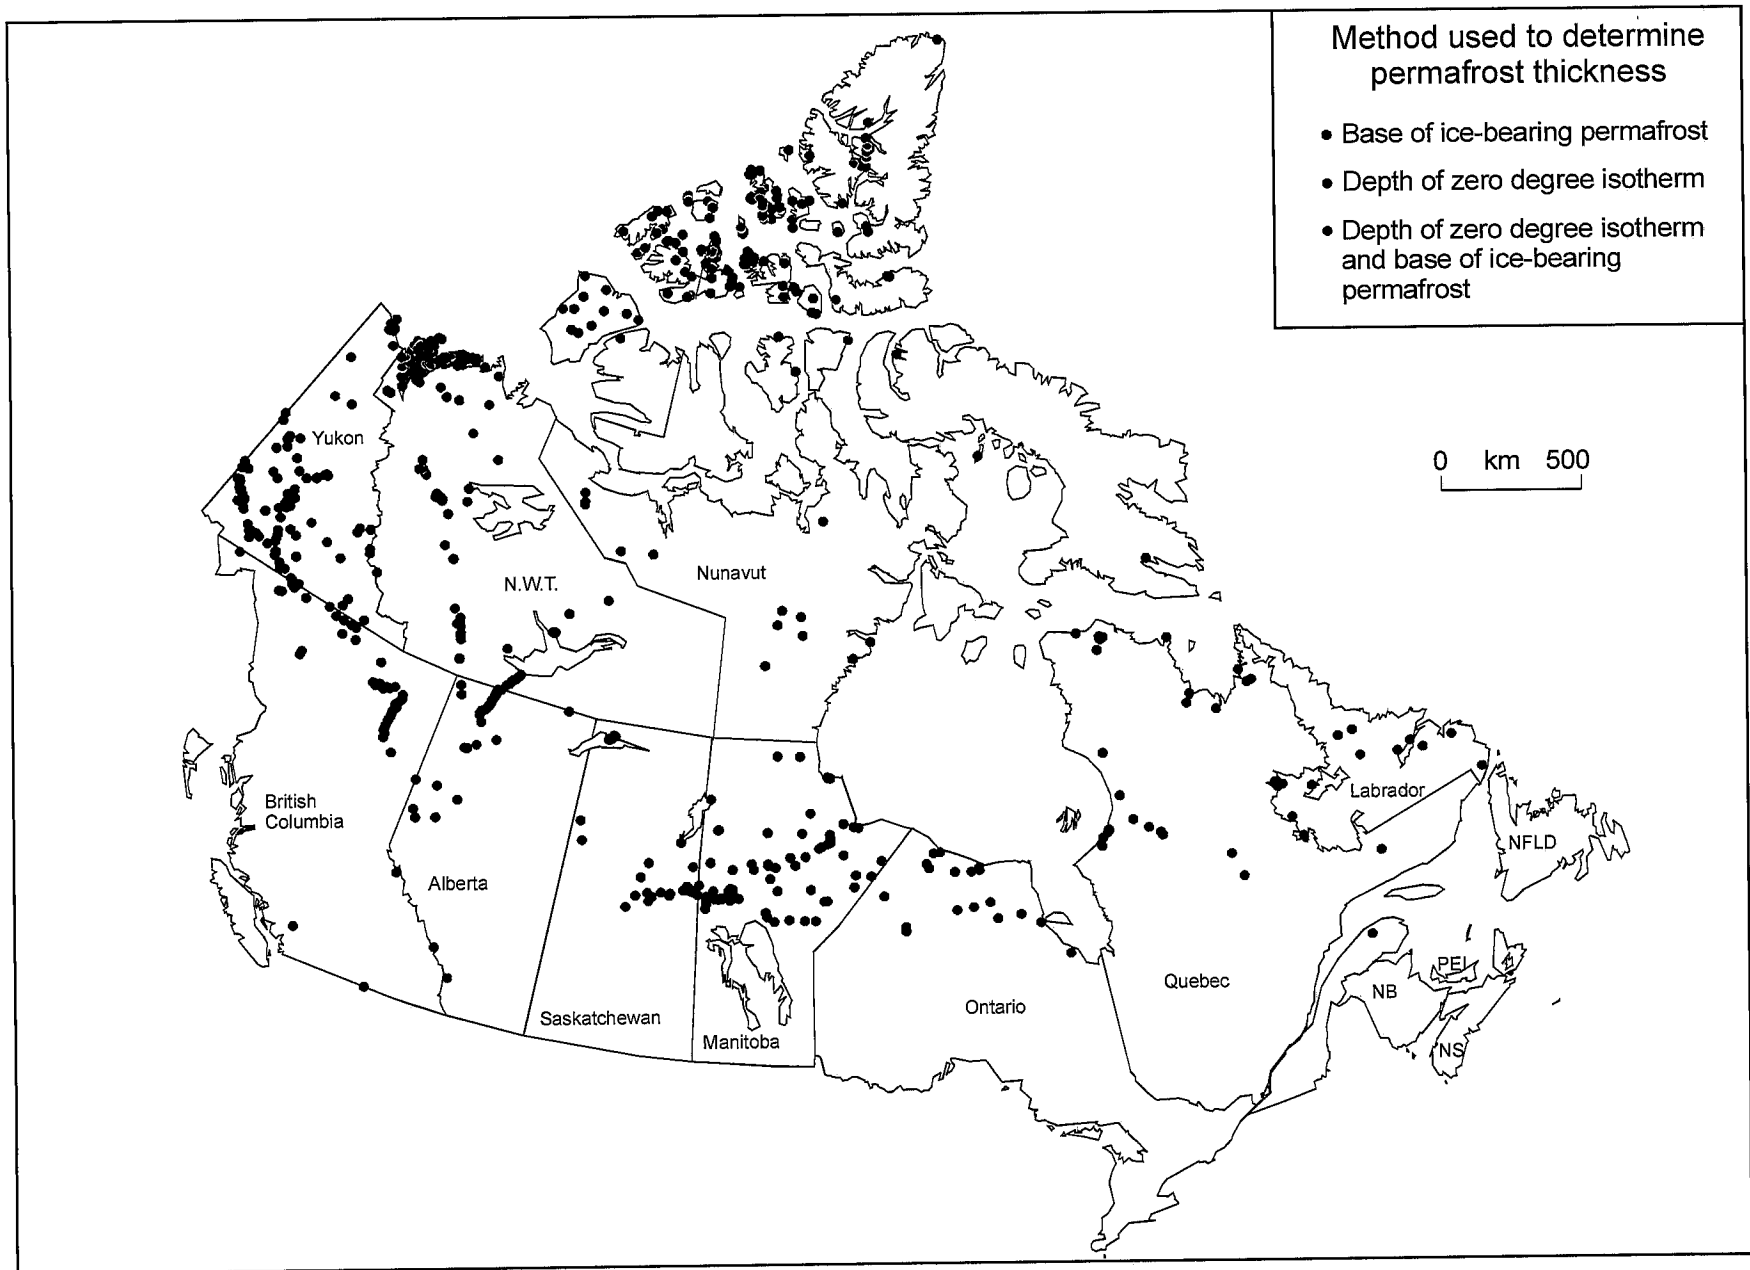 Method used to determine
permafrost thickness
Base of ice-bearing permafrost
Depth of zero degree isotherm
Depth of zero degree isotherm
and base of ice-bearing
permafrost
0 km 500
Yukon
N.W.T.
Nunavut
British
Columbia
Alberta
Saskatchewan
Manitoba
Ontario
Quebec
Labrador
NFLD
PEI
NB
NS